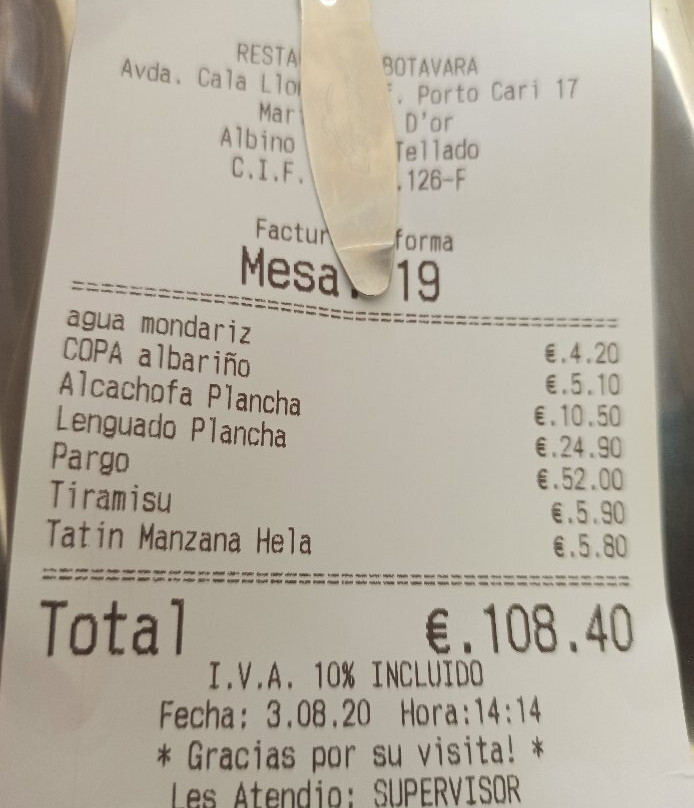 RESTA BOTAVARA
Avda. Cala Llo . Porto Cari 17
Mar D'or
Albino Tellado
C.I.F. .126-F
Factur forma
Mesa. 19
agua mondariz €.4.20
COPA albariño €.5.10
Alcachofa Plancha €.10.50
Lenguado Plancha €.24.90
Pargo €.52.00
Tiramisu €.5.90
Tatin Manzana Hela €.5.80
Total €.108.40
I.V.A. 10% INCLUIDO
Fecha: 3.08.20 Hora:14:14
* Gracias por su visita! *
Les Atendio: SUPERVISOR